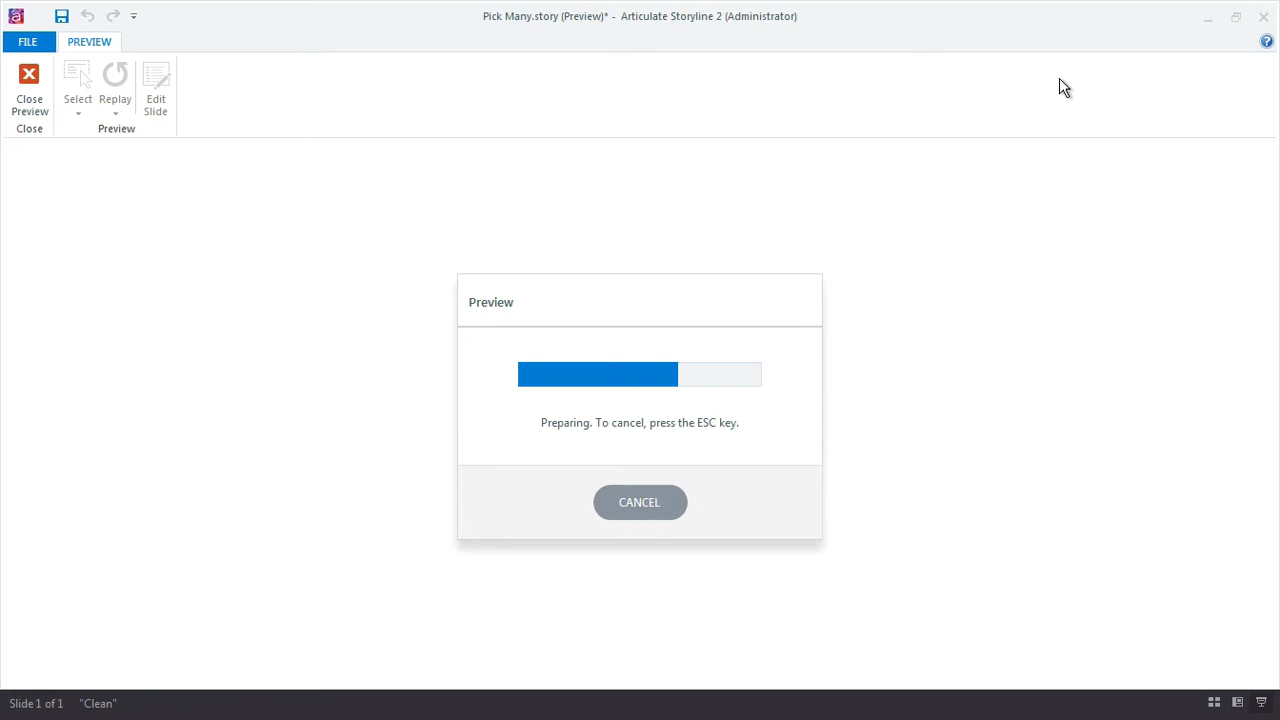 Pick Many.story (Preview)* - Articulate Storyline 2 (Administrator)
FILE
PREVIEW
Close Preview
Select
Replay
Edit Slide
Close
Preview
Preview
Preparing. To cancel, press the ESC key.
CANCEL
Slide 1 of 1 "Clean"